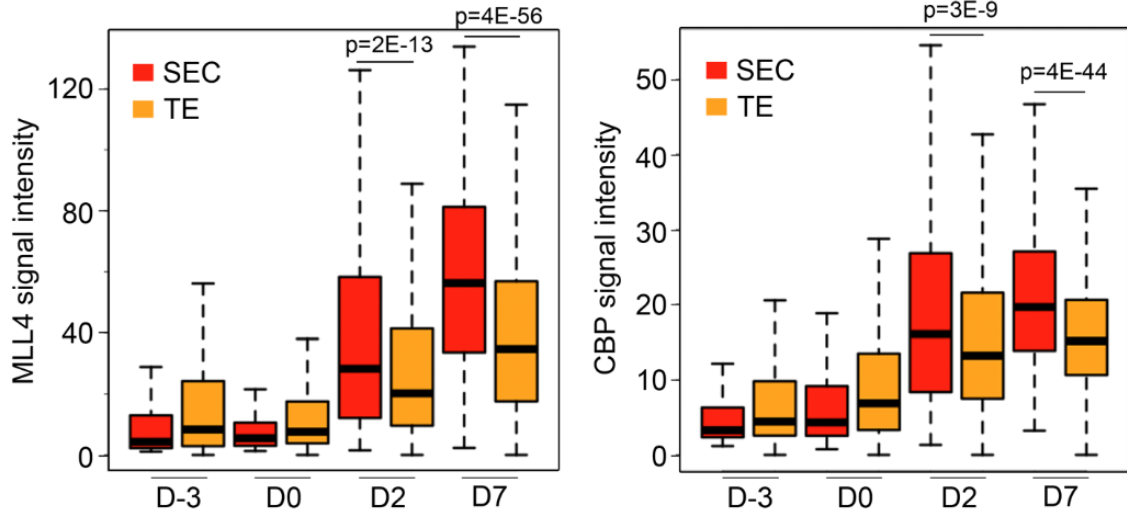 p=4E-56
p=2E-13
SEC
TE
MLL4 signal intensity
120
80
40
0
D-3 D0 D2 D7
p=3E-9
p=4E-44
SEC
TE
CBP signal intensity
50
40
30
20
10
0
D-3 D0 D2 D7